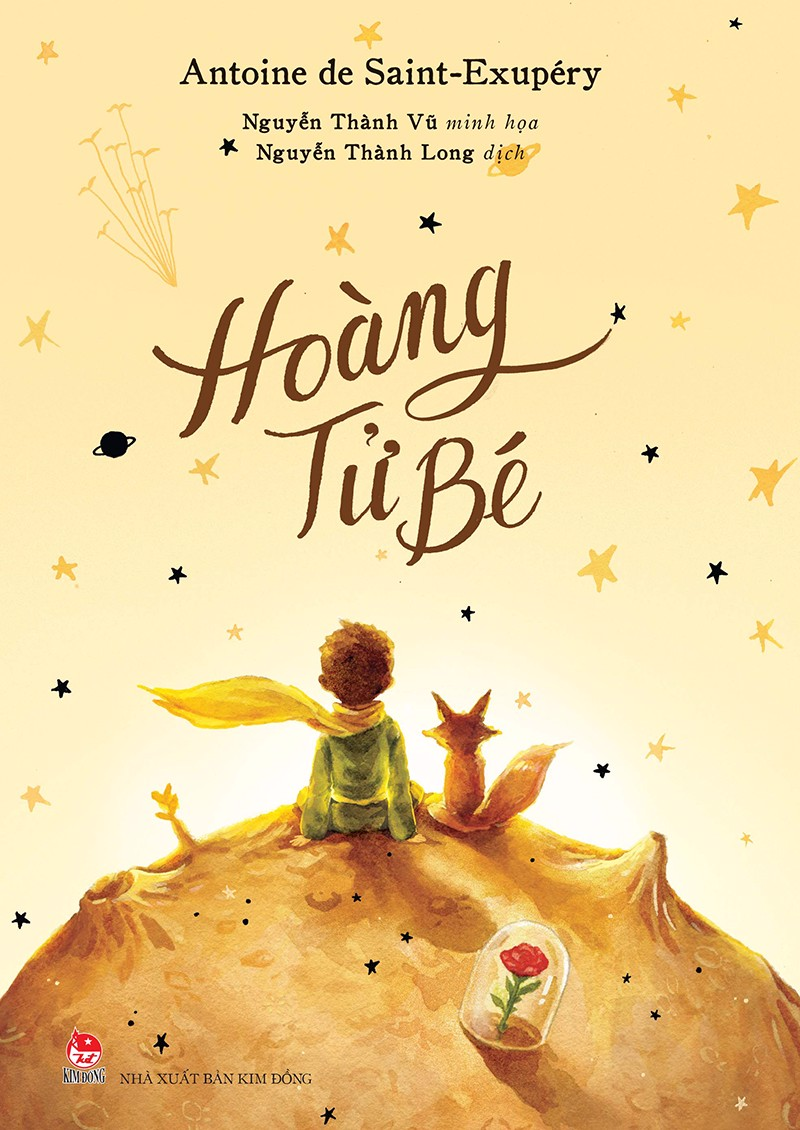 Antoine de Saint-Exupéry
Nguyễn Thành Vũ minh họa
Nguyễn Thành Long dịch
Hoàng
Tử Bé
KIM ĐỒNG
NHÀ XUẤT BẢN KIM ĐỒNG